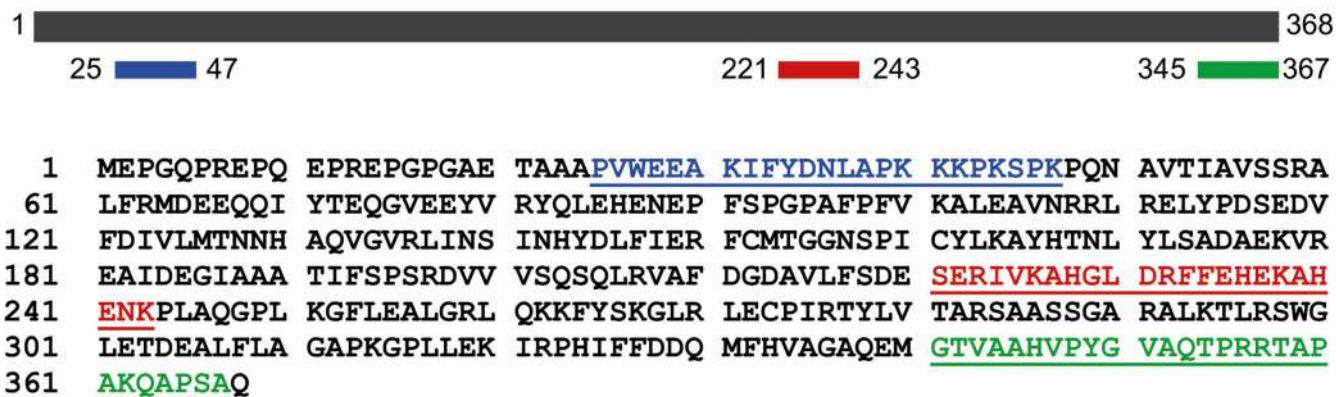 1 368
25 47 221 243 345 367
1 MEPGQPREPQ EPREPGPGAE TAAAPVWEEA KIFYDNLAPK KKPKSPKPQN AVTIAVSSRA
61 LFRMDEEQQI YTEQGVEEYV RYQLEHENEP FSPGPAFPFV KALEAVNRRL RELYPDSEDV
121 FDIVLMTNNH AQVGVRLINS INHYDLFIER FCMTGGNSPI CYLKAYHTNL YLSADAEKVR
181 EAIDEGIAAA TIFSPSRDVV VSQSQLRVAF DGDAVLFSDE SERIVKAHGL DRFFEHEKAH
241 ENKPLAQGPL KGFLEALGRL QKKFYSKGLR LECPIRTYLV TARSAASSGA RALKTLRSWG
301 LETDEALFLA GAPKGPLLEK IRPHIFFDDQ MFHVAGAQEM GTVAAHVPYG VAQTPRRTAP
361 AKQAPSAQ